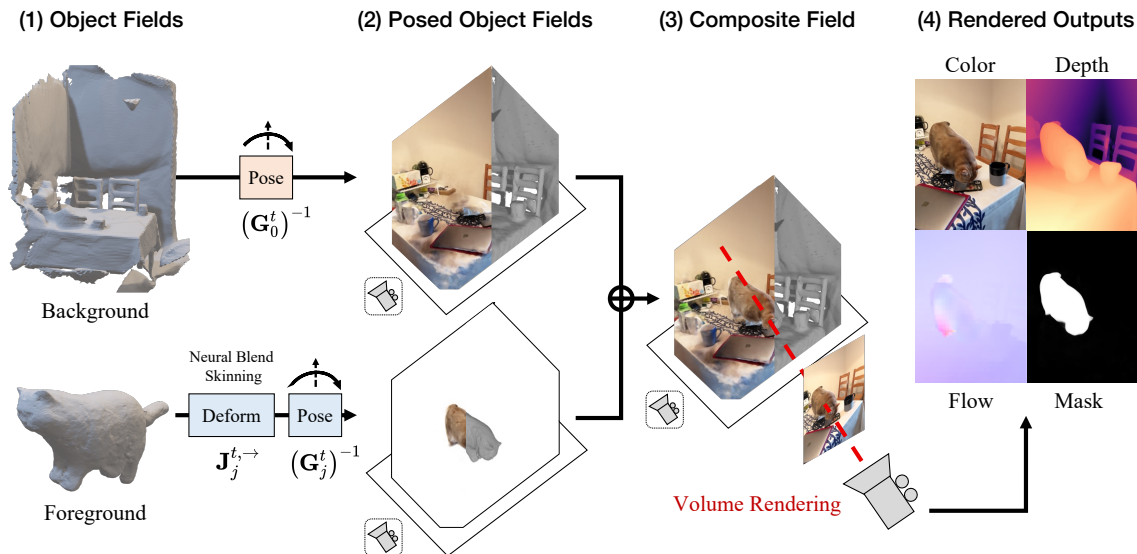 (1) Object Fields
(2) Posed Object Fields
(3) Composite Field
(4) Rendered Outputs
Color
Depth
Pose
(G_0^t)^{-1}
Background
Neural Blend
Skinning
Deform
Pose
J_j^{t,→}
(G_j^t)^{-1}
Foreground
Volume Rendering
Flow
Mask